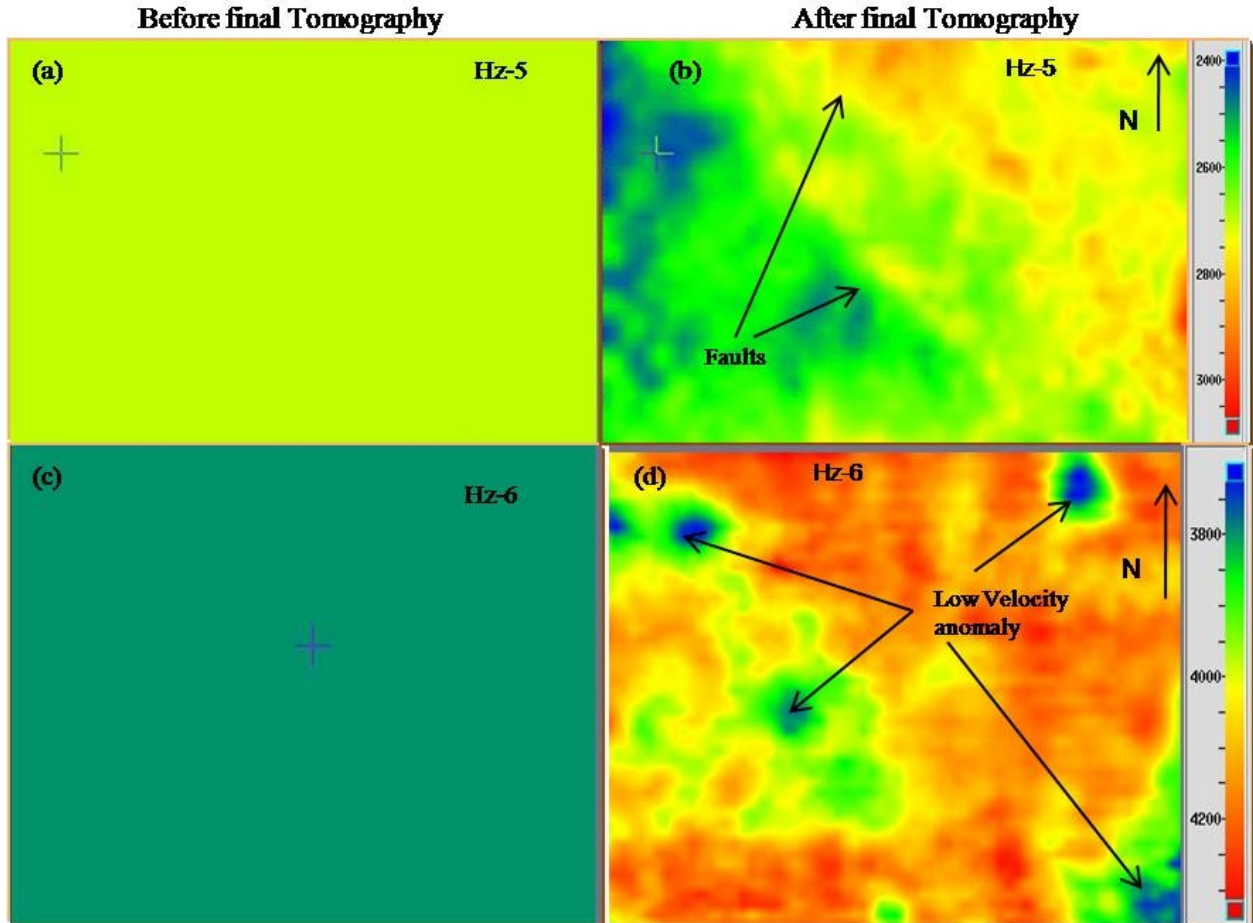 Before final Tomography
After final Tomography
(a)
Hz-5
(b)
Hz-5
N
2400
2600
2800
3000
Faults
(c)
Hz-6
(d)
Hz-6
N
3800
4000
4200
Low Velocity
anomaly